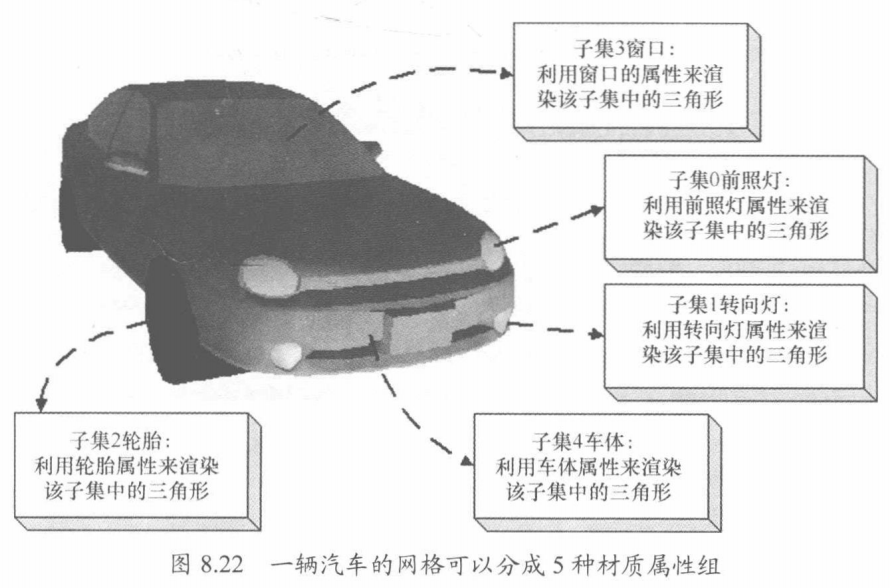 子集3窗口:
利用窗口的属性来渲
染该子集中的三角形
子集0前照灯:
利用前照灯属性来渲
染该子集中的三角形
子集1转向灯:
利用转向灯属性来渲
染该子集中的三角形
子集2轮胎:
利用轮胎属性来渲染
该子集中的三角形
子集4车体:
利用车体属性来渲染
该子集中的三角形
图 8.22 一辆汽车的网格可以分成 5 种材质属性组